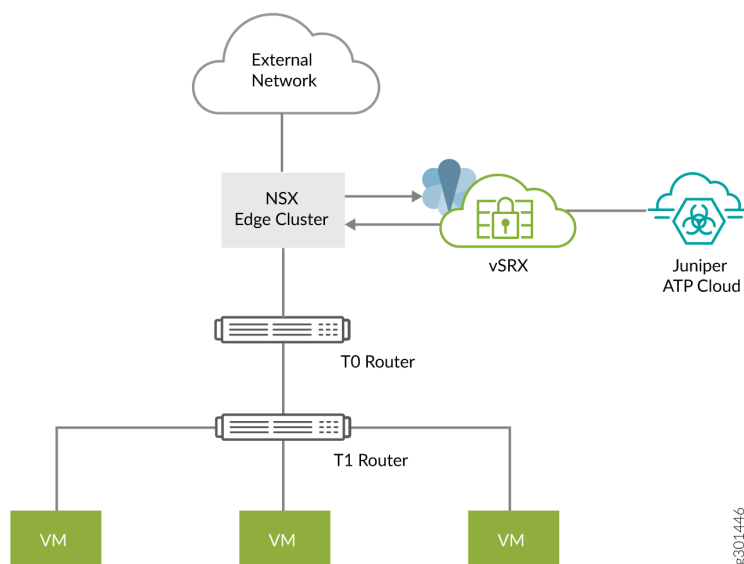 External
Network
NSX
Edge Cluster
vSRX
Juniper
ATP Cloud
T0 Router
T1 Router
VM
VM
VM
g301446